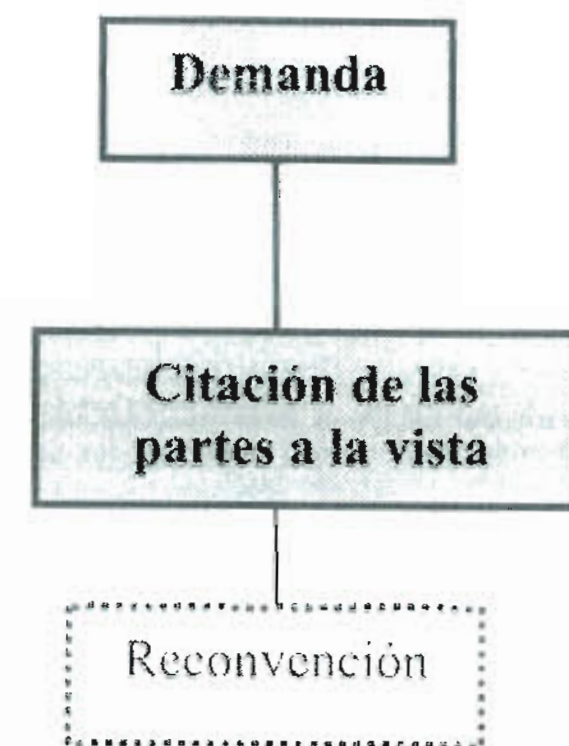 Demanda
Citación de las
partes a la vista
Reconvención